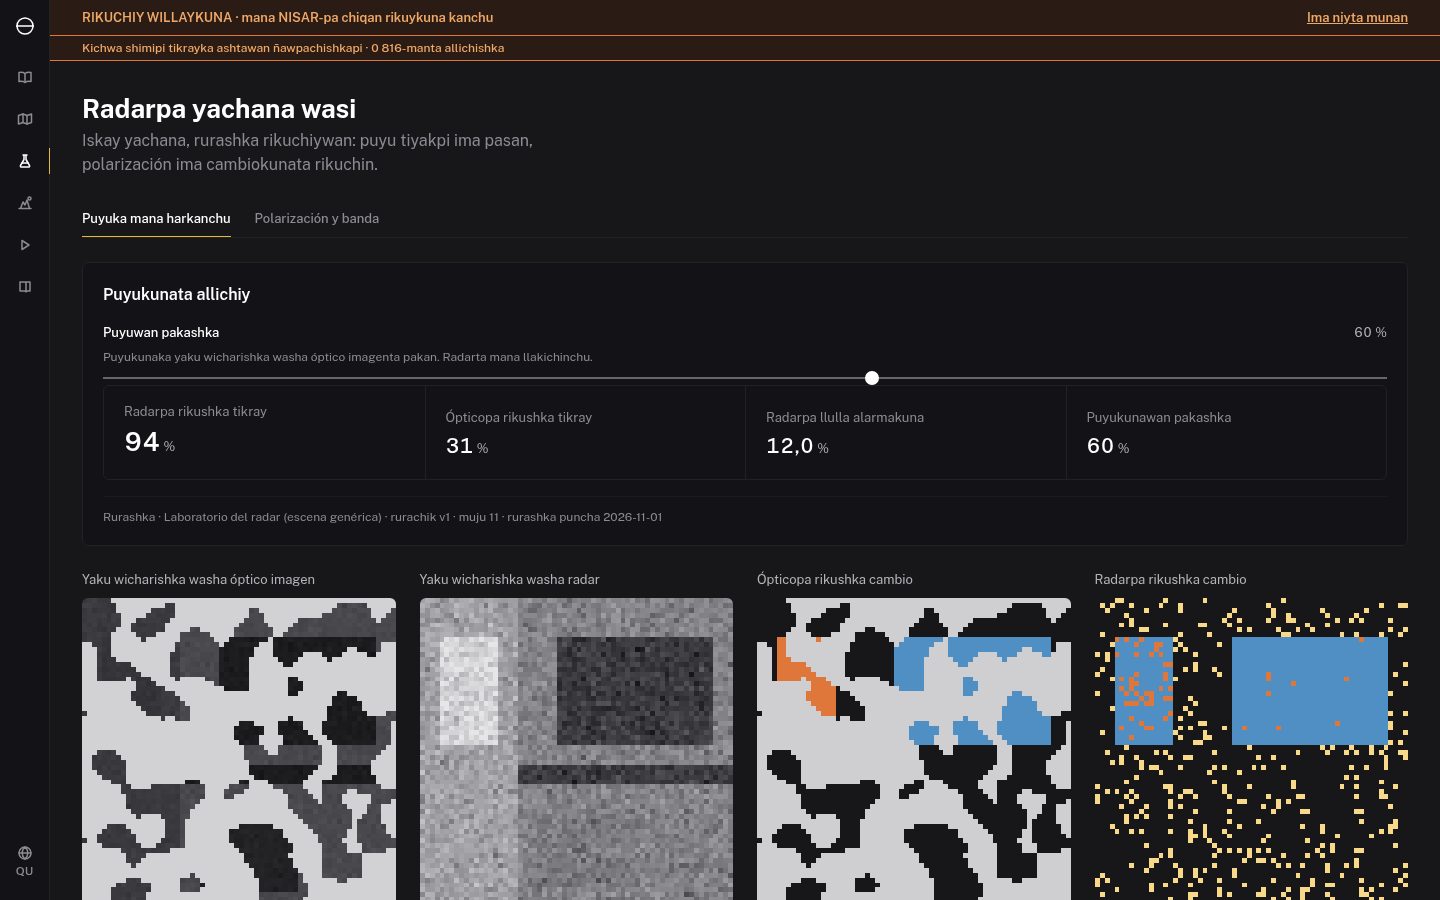 RIKUCHIY WILLAYKUNA · mana NISAR-pa chiqan rikuykuna kanchu
Ima niyta munan
Kichwa shimipi tikrayka ashtawan ñawpachishkapi · 0 816-manta allichishka
Radarpa yachana wasi
Iskay yachana, rurashka rikuchiywan: puyu tiyakpi ima pasan,
polarización ima cambiokunata rikuchin.
Puyuka mana harkanchu
Polarización y banda
Puyukunata allichiy
Puyuwan pakashka
60 %
Puyukunaka yaku wicharishka washa óptico imagenta pakan. Radarta mana llakichinchu.
Radarpa rikushka tikray
94 %
Ópticopa rikushka tikray
31 %
Radarpa llulla alarmakuna
12,0 %
Puyukunawan pakashka
60 %
Rurashka · Laboratorio del radar (escena genérica) · rurachik v1 · muju 11 · rurashka puncha 2026-11-01
Yaku wicharishka washa óptico imagen
Yaku wicharishka washa radar
Ópticopa rikushka cambio
Radarpa rikushka cambio
QU